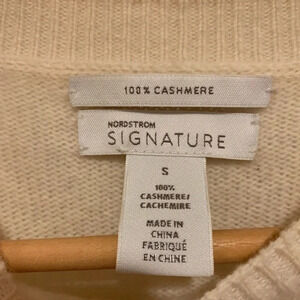 100% CASHMERE
NORDSTROM
SIGNATURE
S
100%
CASHMERE/
CACHEMIRE
MADE IN
CHINA
FABRIQUÉ
EN CHINE